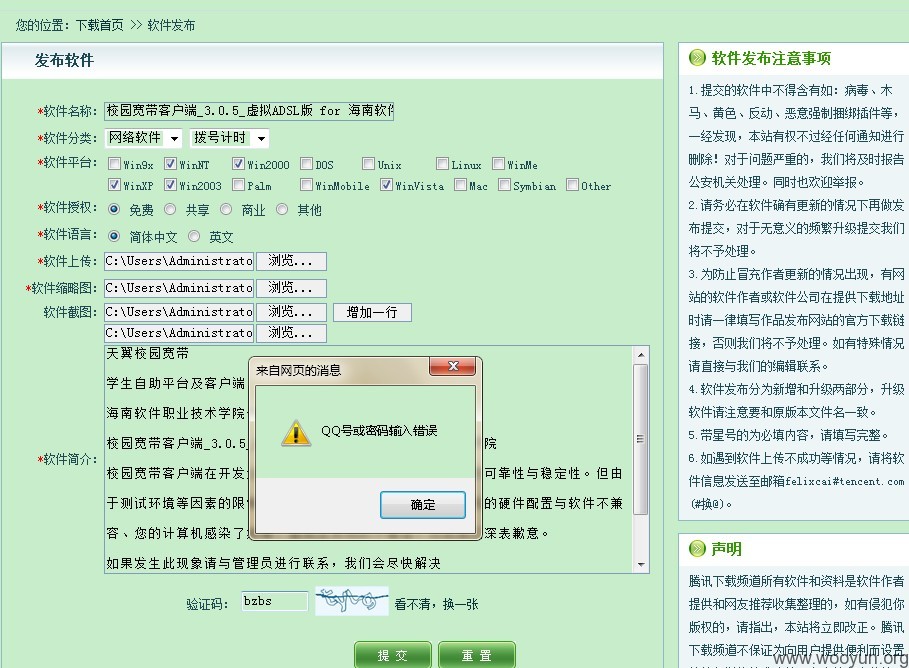 您的位置：下载首页 >> 软件发布
发布软件
*软件名称：校园宽带客户端_3.0.5_虚拟ADSL版 for 海南软件
*软件分类：网络软件 拨号计时
*软件平台：Win9x WinNT Win2000 DOS Unix Linux WinMe
WinXP Win2003 Palm WinMobile WinVista Mac Symbian Other
*软件授权：免费 共享 商业 其他
*软件语言：简体中文 英文
*软件上传：C:\Users\Administrato 浏览...
*软件缩略图：C:\Users\Administrato 浏览...
软件截图：C:\Users\Administrato 浏览... 增加一行
C:\Users\Administrato 浏览...
*软件简介：
天翼校园宽带
学生自助平台及客户端
海南软件职业技术学院
校园宽带客户端_3.0.5_ 院
校园宽带客户端在开发 可靠性与稳定性。但由
于测试环境等因素的限 的硬件配置与软件不兼
容、您的计算机感染了 深表歉意。
如果发生此现象请与管理员进行联系，我们会尽快解决
来自网页的消息
QQ号或密码输入错误
确定
验证码：bzbs 看不清，换一张
提 交 重 置
软件发布注意事项
1.提交的软件中不得含有如：病毒、木
马、黄色、反动、恶意强制捆绑插件等，
一经发现，本站有权不过经任何通知进行
删除！对于问题严重的，我们将及时报告
公安机关处理。同时也欢迎举报。
2.请务必在软件确有更新的情况下再做发
布提交，对于无意义的频繁升级提交我们
将不予处理。
3.为防止冒充作者更新的情况出现，有网
站的软件作者或软件公司在提供下载地址
时请一律填写作品发布网站的官方下载链
接，否则我们将不予处理。如有特殊情况
请直接与我们的编辑联系。
4.软件发布分为新增和升级两部分，升级
软件请注意要和原版本文件名一致。
5.带星号的为必填内容，请填写完整。
6.如遇到软件上传不成功等情况，请将软
件信息发送至邮箱felixcai#tencent.com
(#换@)。
声明
腾讯下载频道所有软件和资料是软件作者
提供和网友推荐收集整理的，如有侵犯你
版权的，请指出，本站将立即改正。腾讯
下载频道不保证为向用户提供便利而设置
www.wooyun.org